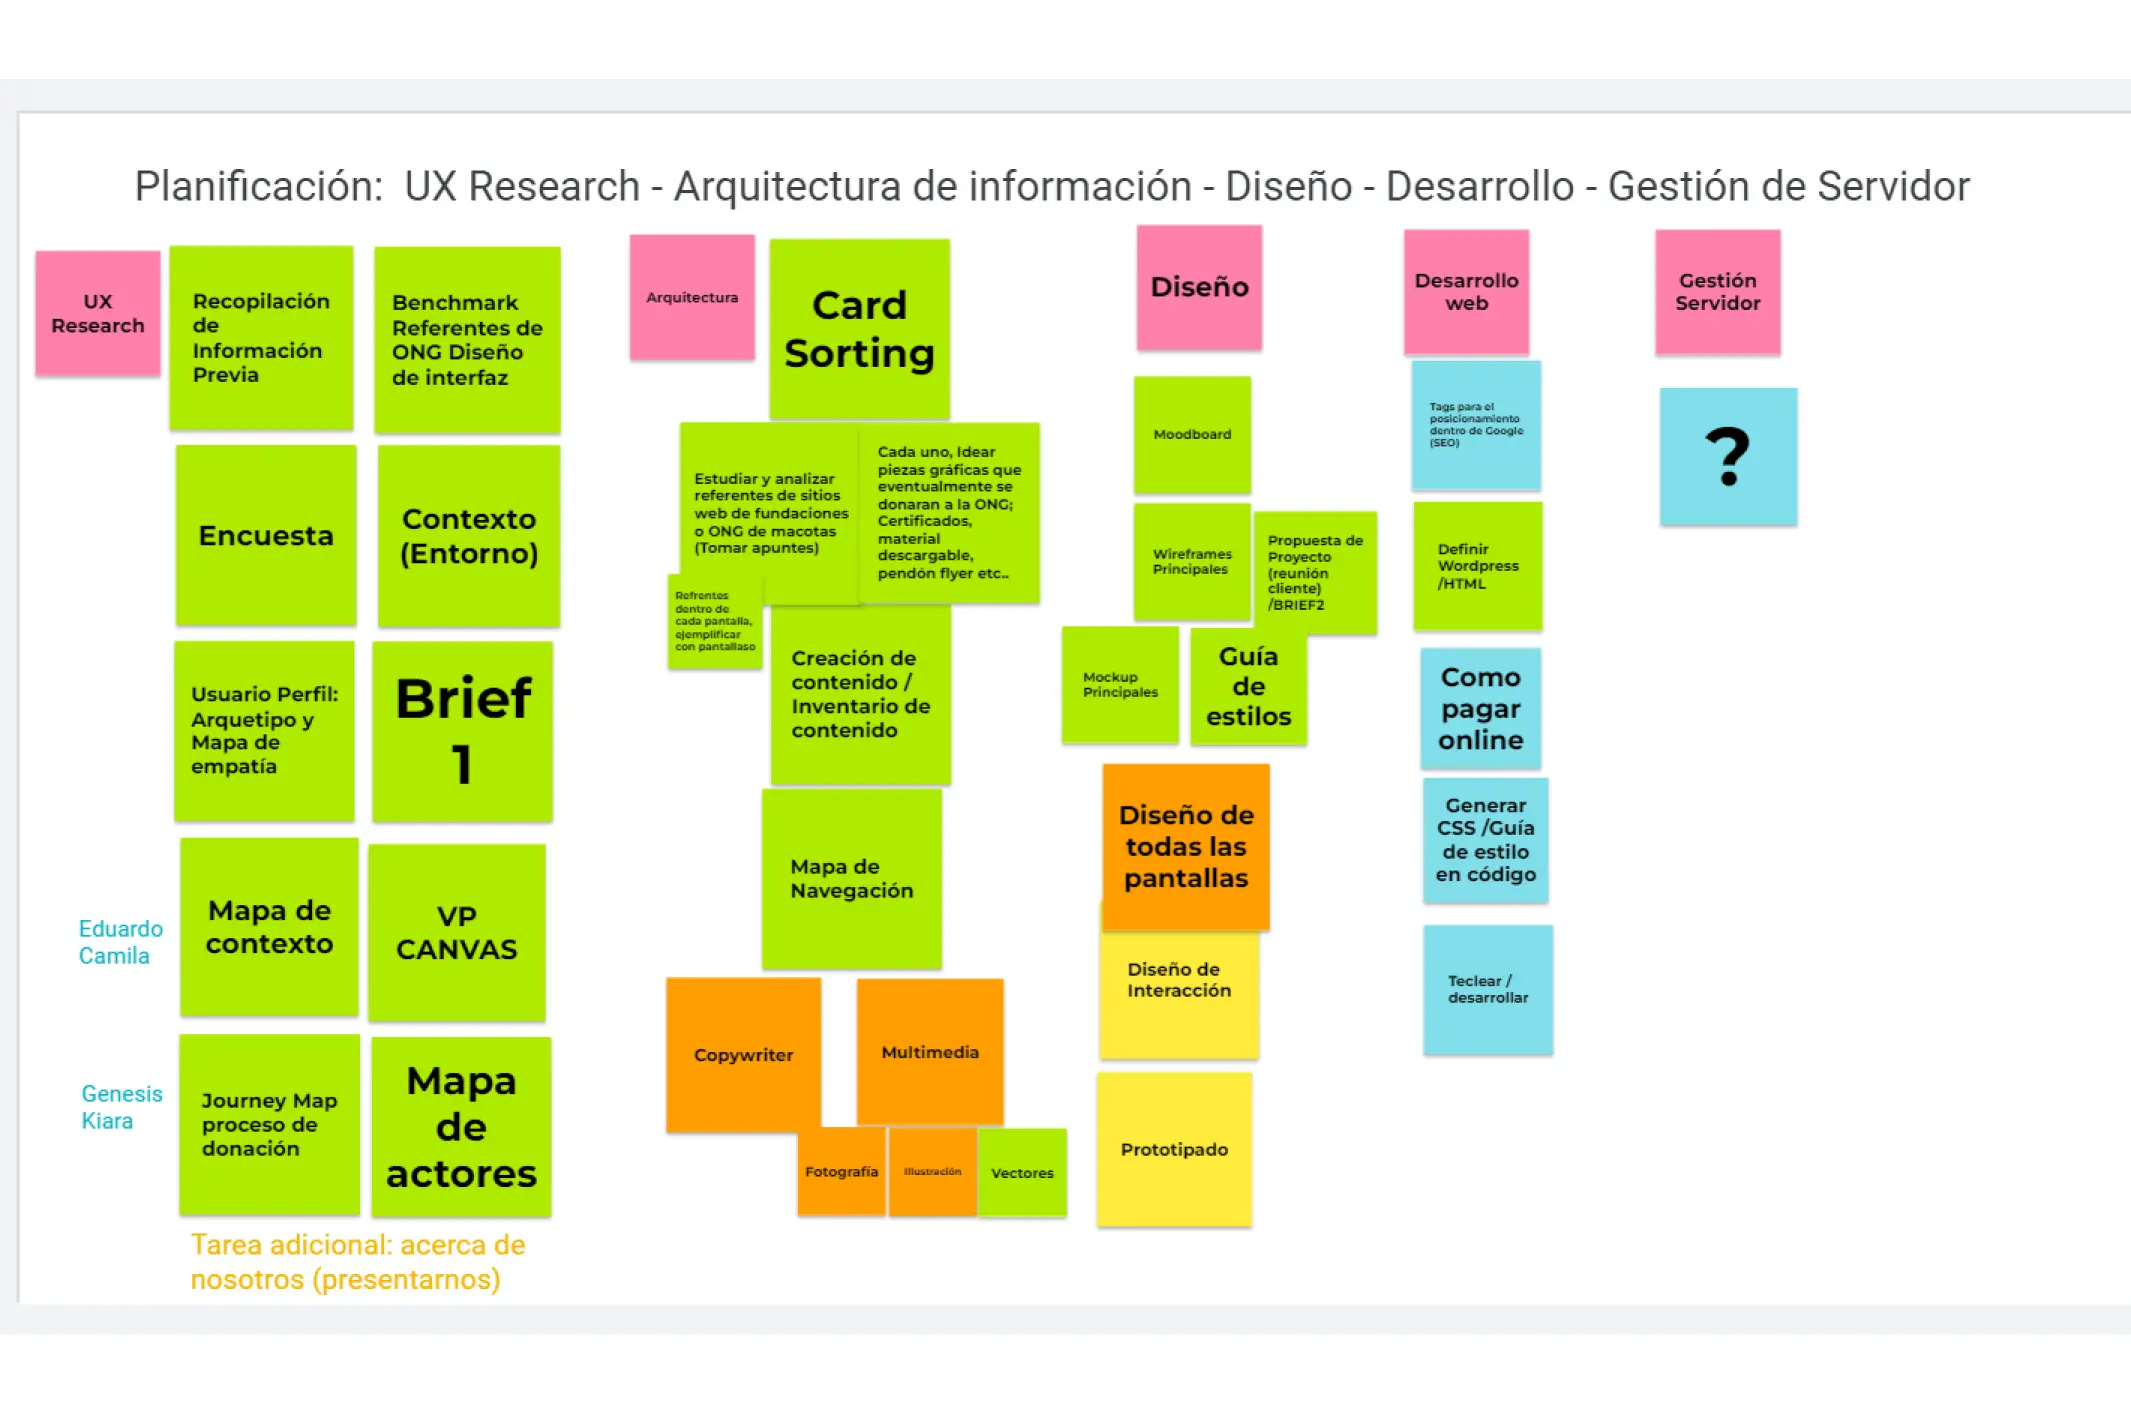 Planificación:  UX Research - Arquitectura de información - Diseño - Desarrollo - Gestión de Servidor
UX
Research
Recopilación
de
Información
Previa
Benchmark
Referentes de
ONG Diseño
de interfaz
Encuesta
Contexto
(Entorno)
Usuario Perfil:
Arquetipo y
Mapa de
empatía
Brief
1
Eduardo
Camila
Mapa de
contexto
VP
CANVAS
Genesis
Kiara
Journey Map
proceso de
donación
Mapa
de
actores
Tarea adicional: acerca de
nosotros (presentarnos)
Arquitectura
Card
Sorting
Estudiar y analizar
referentes de sitios
web de fundaciones
o ONG de macotas
(Tomar apuntes)
Cada uno, Idear
piezas gráficas que
eventualmente se
donaran a la ONG;
Certificados,
material
descargable,
pendón flyer etc..
Refrentes
dentro de
cada pantalla,
ejemplificar
con pantallaso
Creación de
contenido /
Inventario de
contenido
Mapa de
Navegación
Copywriter
Multimedia
Fotografía
Illustración
Vectores
Diseño
Moodboard
Wireframes
Principales
Propuesta de
Proyecto
(reunión
cliente)
/BRIEF2
Mockup
Principales
Guía
de
estilos
Diseño de
todas las
pantallas
Diseño de
Interacción
Prototipado
Desarrollo
web
Tags para el
posicionamiento
dentro de Google
(SEO)
Definir
Wordpress
/HTML
Como
pagar
online
Generar
CSS /Guía
de estilo
en código
Teclear /
desarrollar
Gestión
Servidor
?